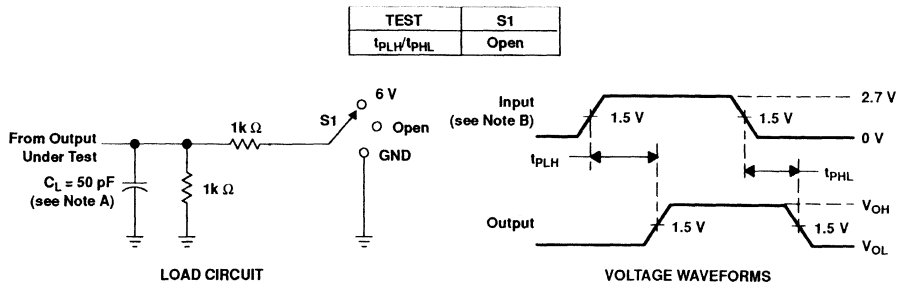 TEST S1
tPLH/tPHL Open
6 V
S1
Open
GND
1k Ω
From Output
Under Test
CL = 50 pF
(see Note A)
1k Ω
LOAD CIRCUIT
Input
(see Note B)
1.5 V
1.5 V
2.7 V
0 V
tPLH
tPHL
Output
1.5 V
1.5 V
VOH
VOL
VOLTAGE WAVEFORMS